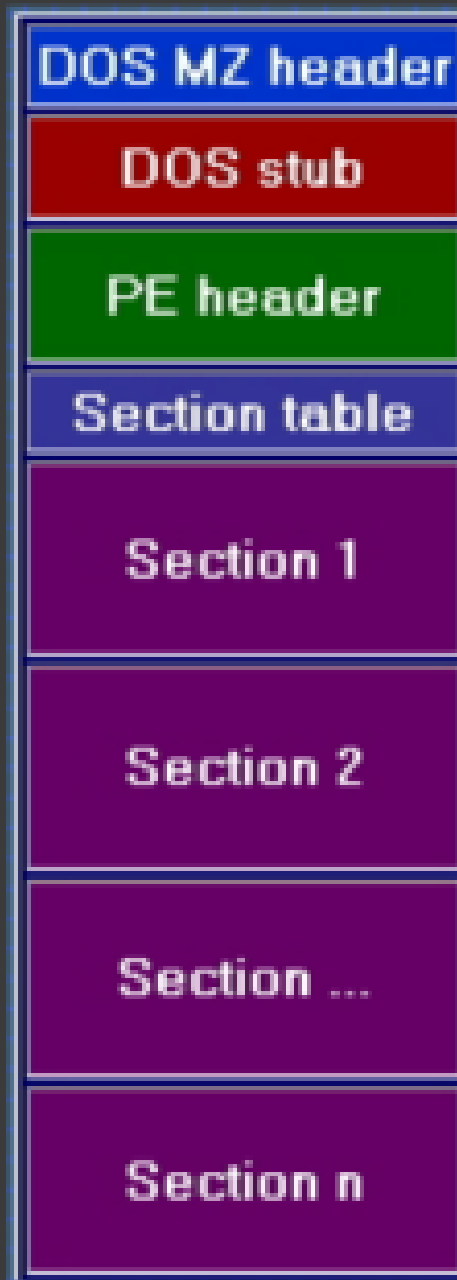 DOS MZ header
DOS stub
PE header
Section table
Section 1
Section 2
Section ...
Section n